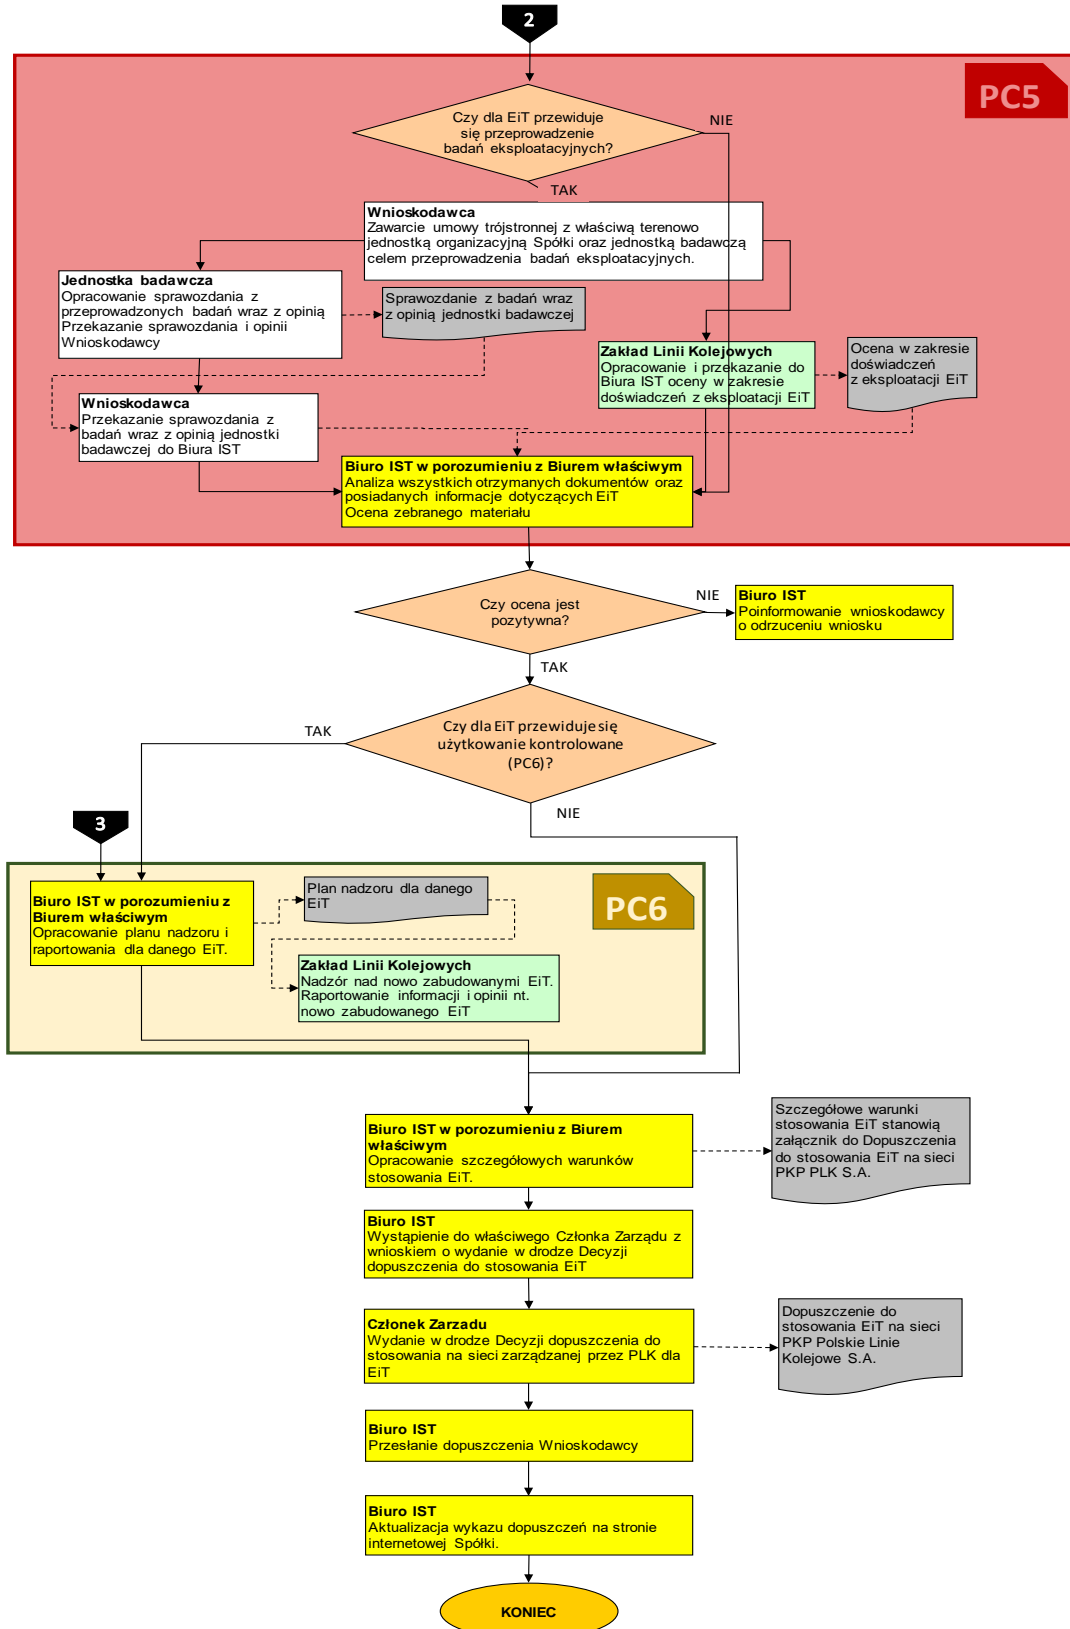 2
PC5
Czy dla EiT przewiduje
się przeprowadzenie
badań eksploatacyjnych?
NIE
TAK
Wnioskodawca
Zawarcie umowy trójstronnej z właściwą terenowo
jednostką organizacyjną Spółki oraz jednostką badawczą
celem przeprowadzenia badań eksploatacyjnych.
Jednostka badawcza
Opracowanie sprawozdania z
przeprowadzonych badań wraz z opinią
Przekazanie sprawozdania i opinii
Wnioskodawcy
Sprawozdanie z badań wraz
z opinią jednostki badawczej
Zakład Linii Kolejowych
Opracowanie i przekazanie do
Biura IST oceny w zakresie
doświadczeń z eksploatacji EiT
Ocena w zakresie
doświadczeń
z eksploatacji EiT
Wnioskodawca
Przekazanie sprawozdania z
badań wraz z opinią jednostki
badawczej do Biura IST
Biuro IST w porozumieniu z Biurem właściwym
Analiza wszystkich otrzymanych dokumentów oraz
posiadanych informacje dotyczących EiT
Ocena zebranego materiału
Czy ocena jest
pozytywna?
NIE
Biuro IST
Poinformowanie wnioskodawcy
o odrzuceniu wniosku
TAK
Czy dla EiT przewiduje się
użytkowanie kontrolowane
(PC6)?
TAK
NIE
3
PC6
Biuro IST w porozumieniu z
Biurem właściwym
Opracowanie planu nadzoru i
raportowania dla danego EiT.
Plan nadzoru dla danego
EiT
Zakład Linii Kolejowych
Nadzór nad nowo zabudowanymi EiT.
Raportowanie informacji i opinii nt.
nowo zabudowanego EiT
Biuro IST w porozumieniu z Biurem
właściwym
Opracowanie szczegółowych warunków
stosowania EiT.
Szczegółowe warunki
stosowania EiT stanowią
załącznik do Dopuszczenia
do stosowania EiT na sieci
PKP PLK S.A.
Biuro IST
Wystąpienie do właściwego Członka Zarządu z
wnioskiem o wydanie w drodze Decyzji
dopuszczenia do stosowania EiT
Członek Zarzadu
Wydanie w drodze Decyzji dopuszczenia do
stosowania na sieci zarządzanej przez PLK dla
EiT
Dopuszczenie do
stosowania EiT na sieci
PKP Polskie Linie
Kolejowe S.A.
Biuro IST
Przesłanie dopuszczenia Wnioskodawcy
Biuro IST
Aktualizacja wykazu dopuszczeń na stronie
internetowej Spółki.
KONIEC